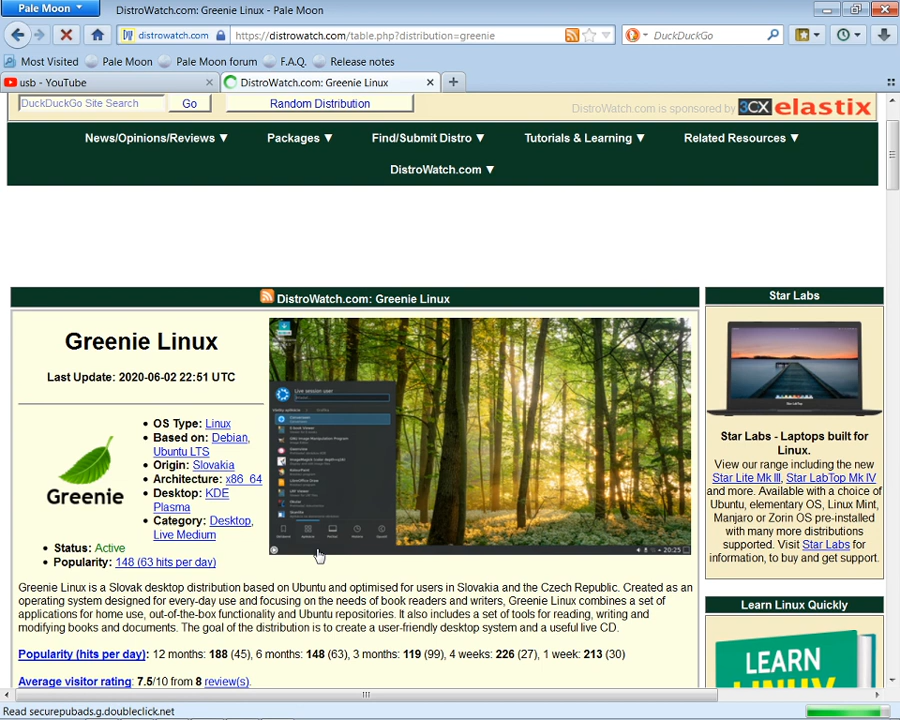 Pale Moon
DistroWatch.com: Greenie Linux - Pale Moon
distrowatch.com
https://distrowatch.com/table.php?distribution=greenie
DuckDuckGo
Most Visited
Pale Moon
Pale Moon forum
F.A.Q.
Release notes
usb - YouTube
DistroWatch.com: Greenie Linux
DuckDuckGo Site Search
Go
Random Distribution
DistroWatch.com is sponsored by 3CX elastix
News/Opinions/Reviews ▼
Packages ▼
Find/Submit Distro ▼
Tutorials & Learning ▼
Related Resources ▼
DistroWatch.com ▼
DistroWatch.com: Greenie Linux
Greenie Linux
Last Update: 2020-06-02 22:51 UTC
Greenie
• OS Type: Linux
• Based on: Debian,
Ubuntu LTS
• Origin: Slovakia
• Architecture: x86_64
• Desktop: KDE
Plasma
• Category: Desktop,
Live Medium
• Status: Active
• Popularity: 148 (63 hits per day)
Live session user
20:25
Greenie Linux is a Slovak desktop distribution based on Ubuntu and optimised for users in Slovakia and the Czech Republic. Created as an
operating system designed for every-day use and focusing on the needs of book readers and writers, Greenie Linux combines a set of
applications for home use, out-of-the-box functionality and Ubuntu repositories. It also includes a set of tools for reading, writing and
modifying books and documents. The goal of the distribution is to create a user-friendly desktop system and a useful live CD.
Popularity (hits per day): 12 months: 188 (45), 6 months: 148 (63), 3 months: 119 (99), 4 weeks: 226 (27), 1 week: 213 (30)
Average visitor rating: 7.5/10 from 8 review(s).
Star Labs
Star Labs - Laptops built for
Linux.
View our range including the new
Star Lite Mk III, Star LabTop Mk IV
and more. Available with a choice of
Ubuntu, elementary OS, Linux Mint,
Manjaro or Zorin OS pre-installed
with many more distributions
supported. Visit Star Labs for
information, to buy and get support.
Learn Linux Quickly
LEARN
LINUX
Read securepubads.g.doubleclick.net